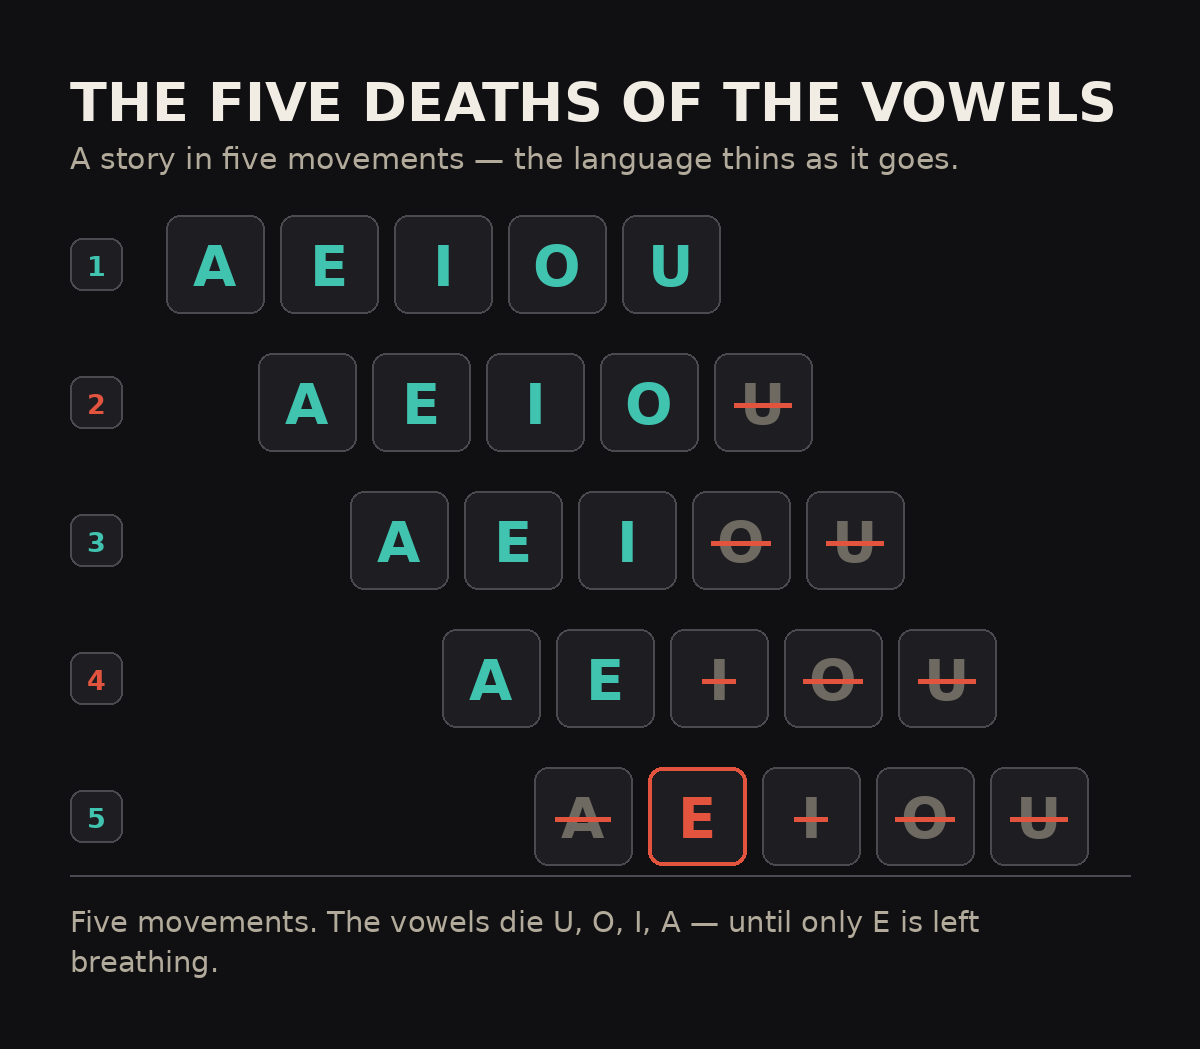 THE FIVE DEATHS OF THE VOWELS
A story in five movements — the language thins as it goes.
1 A E I O U
2 A E I O U
3 A E I O U
4 A E I O U
5 A E I O U
Five movements. The vowels die U, O, I, A — until only E is left
breathing.